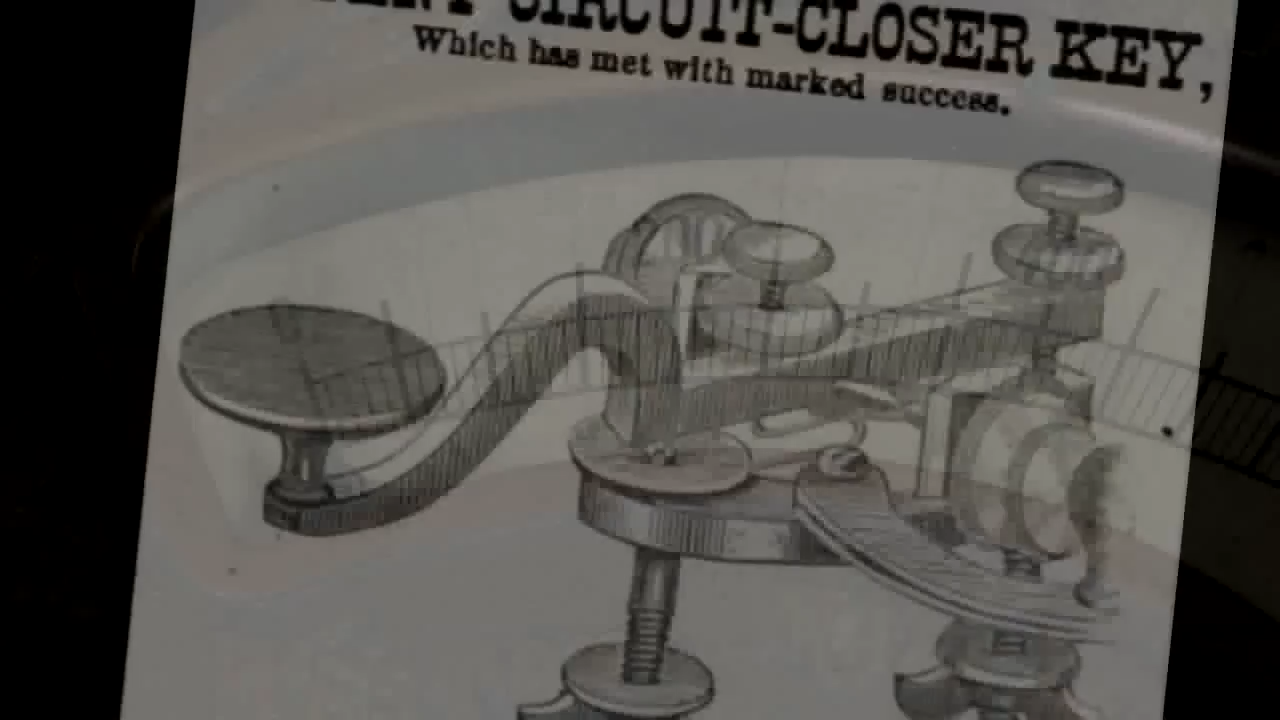 CIRCUIT-CLOSER KEY,
Which has met with marked success.